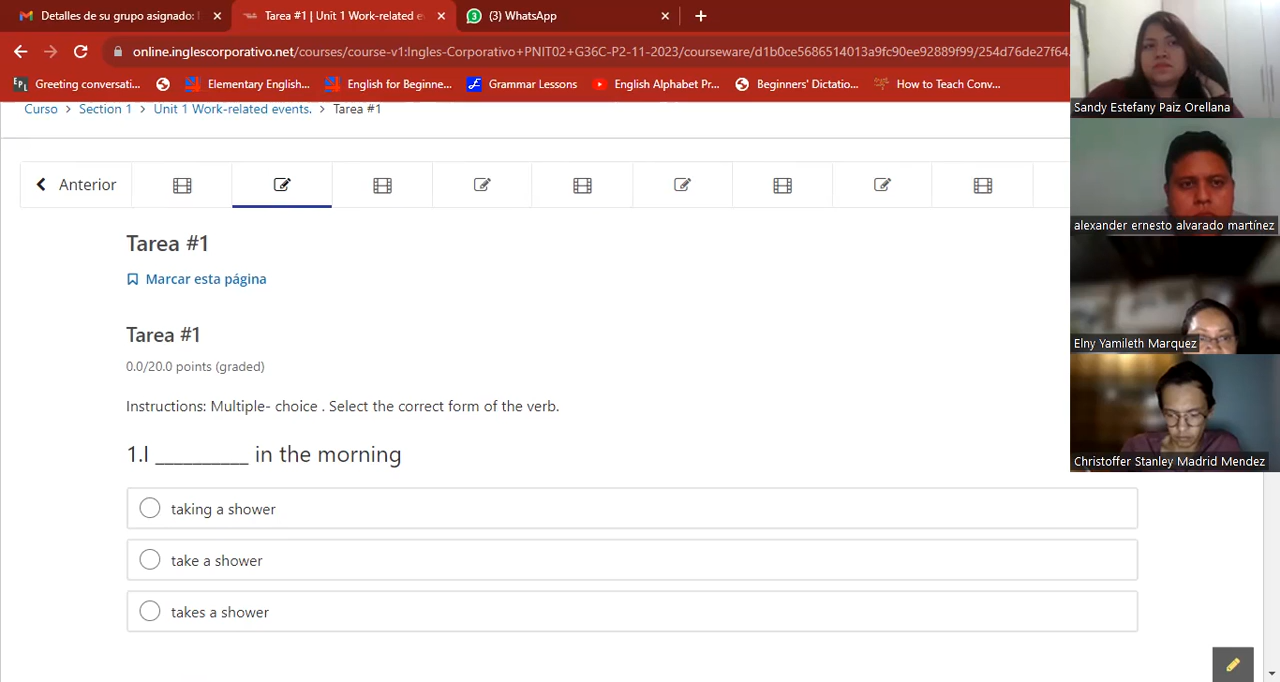 Detalles de su grupo asignado:
Tarea #1 | Unit 1 Work-related e
(3) WhatsApp
online.inglescorporativo.net/courses/course-v1:Ingles-Corporativo+PNIT02+G36C-P2-11-2023/courseware/d1b0ce5686514013a9fc90ee92889f99/254d76de27f64
Greeting conversati...
Elementary English...
English for Beginne...
Grammar Lessons
English Alphabet Pr...
Beginners' Dictatio...
How to Teach Conv...
Curso > Section 1 > Unit 1 Work-related events. > Tarea #1
Anterior
Tarea #1
Marcar esta página
Tarea #1
0.0/20.0 points (graded)
Instructions: Multiple- choice . Select the correct form of the verb.
1.I __________ in the morning
taking a shower
take a shower
takes a shower
Sandy Estefany Paiz Orellana
alexander ernesto alvarado martínez
Elny Yamileth Marquez
Christoffer Stanley Madrid Mendez